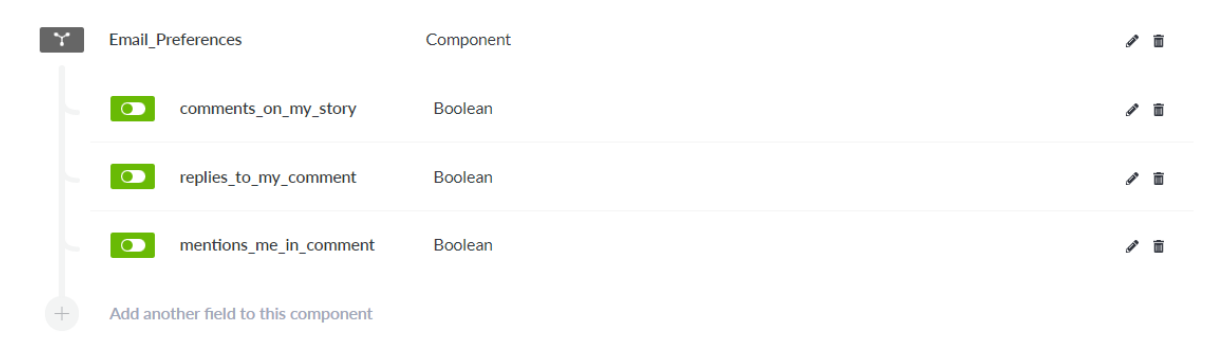 Email_Preferences Component
comments_on_my_story Boolean
replies_to_my_comment Boolean
mentions_me_in_comment Boolean
Add another field to this component